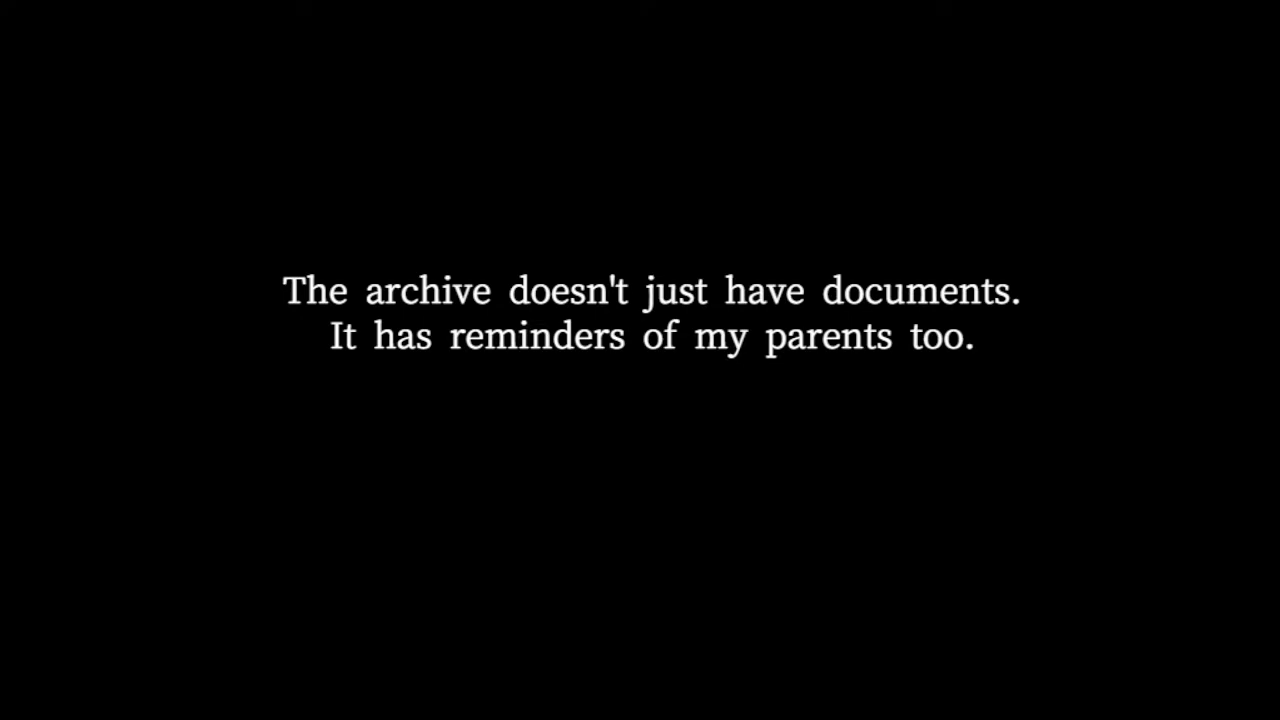 The archive doesn't just have documents.
It has reminders of my parents too.